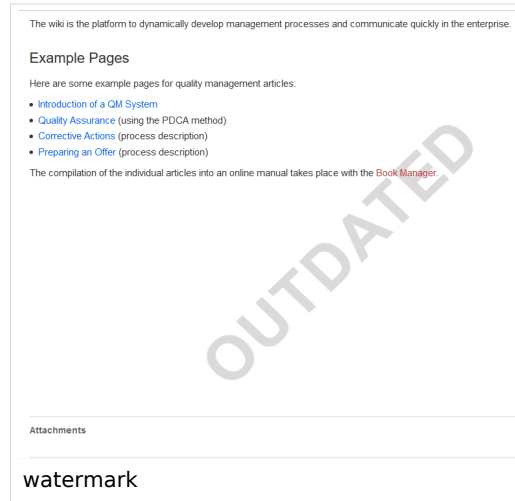 The wiki is the platform to dynamically develop management processes and communicate quickly in the enterprise.
Example Pages
Here are some example pages for quality management articles:
• Introduction of a QM System
• Quality Assurance (using the PDCA method)
• Corrective Actions (process description)
• Preparing an Offer (process description)
The compilation of the individual articles into an online manual takes place with the Book Manager.
OUTDATED
Attachments
watermark